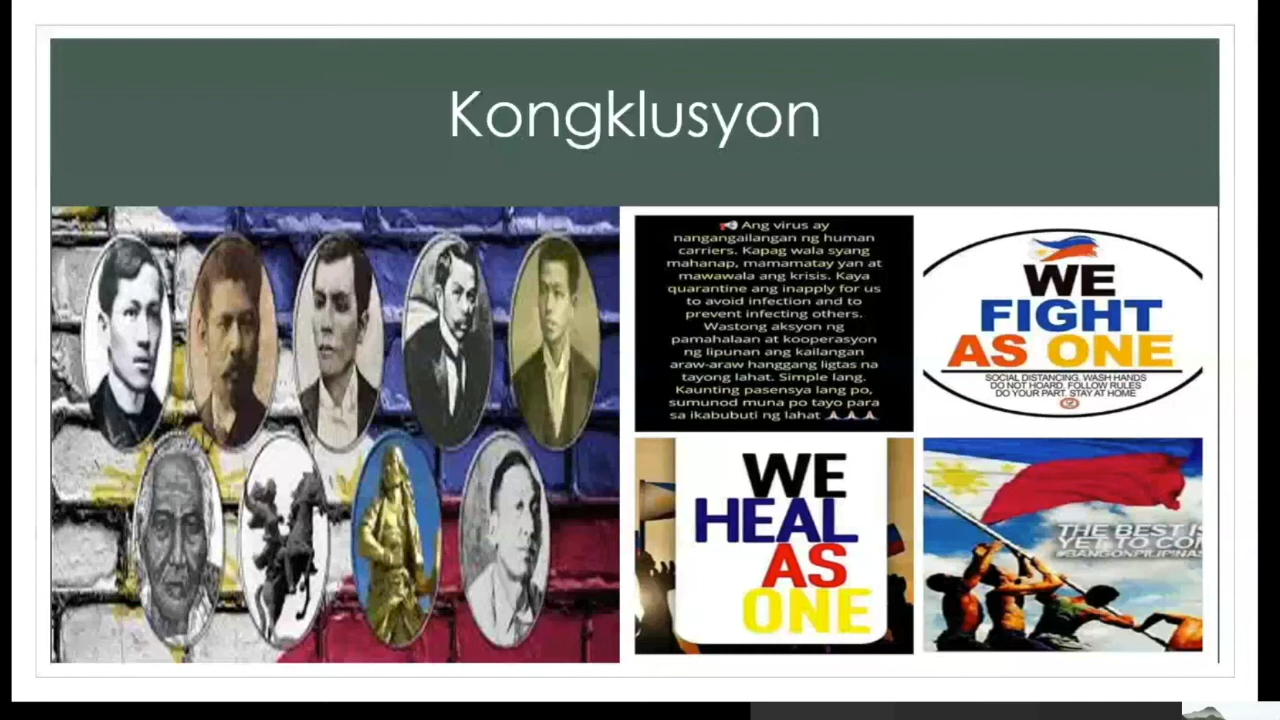 Kongklusyon
Ang virus ay
nangangailangan ng human
carriers. Kapag wala syang
mahanap, mamamatay yan at
mawawala ang krisis. Kaya
quarantine ang inapply for us
to avoid infection and to
prevent infecting others.
Wastong aksyon ng
pamahalaan at kooperasyon
ng lipunan ang kailangan
araw-araw hanggang ligtas na
tayong lahat. Simple lang.
Kaunting pasensya lang po,
sumunod muna po tayo para
sa ikabubuti ng lahat 🙏🙏🙏
WE
FIGHT
AS ONE
SOCIAL DISTANCING. WASH HANDS
DO NOT HOARD. FOLLOW RULES
DO YOUR PART. STAY AT HOME
WE
HEAL
AS
ONE
THE BEST IS
YET TO CO
#BANGONPILIPINAS